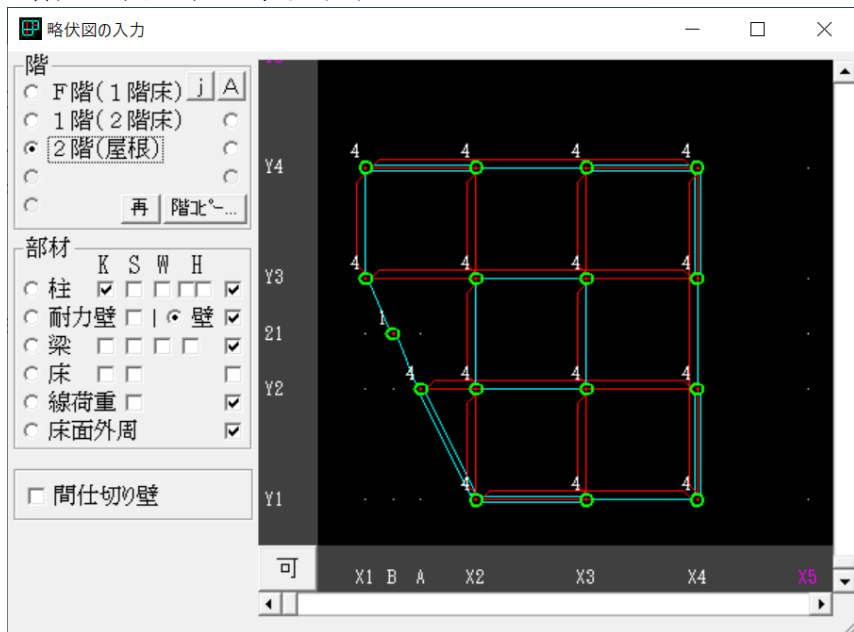 略伏図の入力
階
F階(1階床) j A
1階(2階床)
2階(屋根)
再 階ｺﾋﾟｰ...
部材
K S W H
柱
耐力壁 | 壁
梁
床
線荷重
床面外周
間仕切り壁
4 4 4 4
Y4
4 4 4 4
Y3
1
21
4 4 4 4
Y2
4 4 4
Y1
可
X1 B A X2 X3 X4 X5